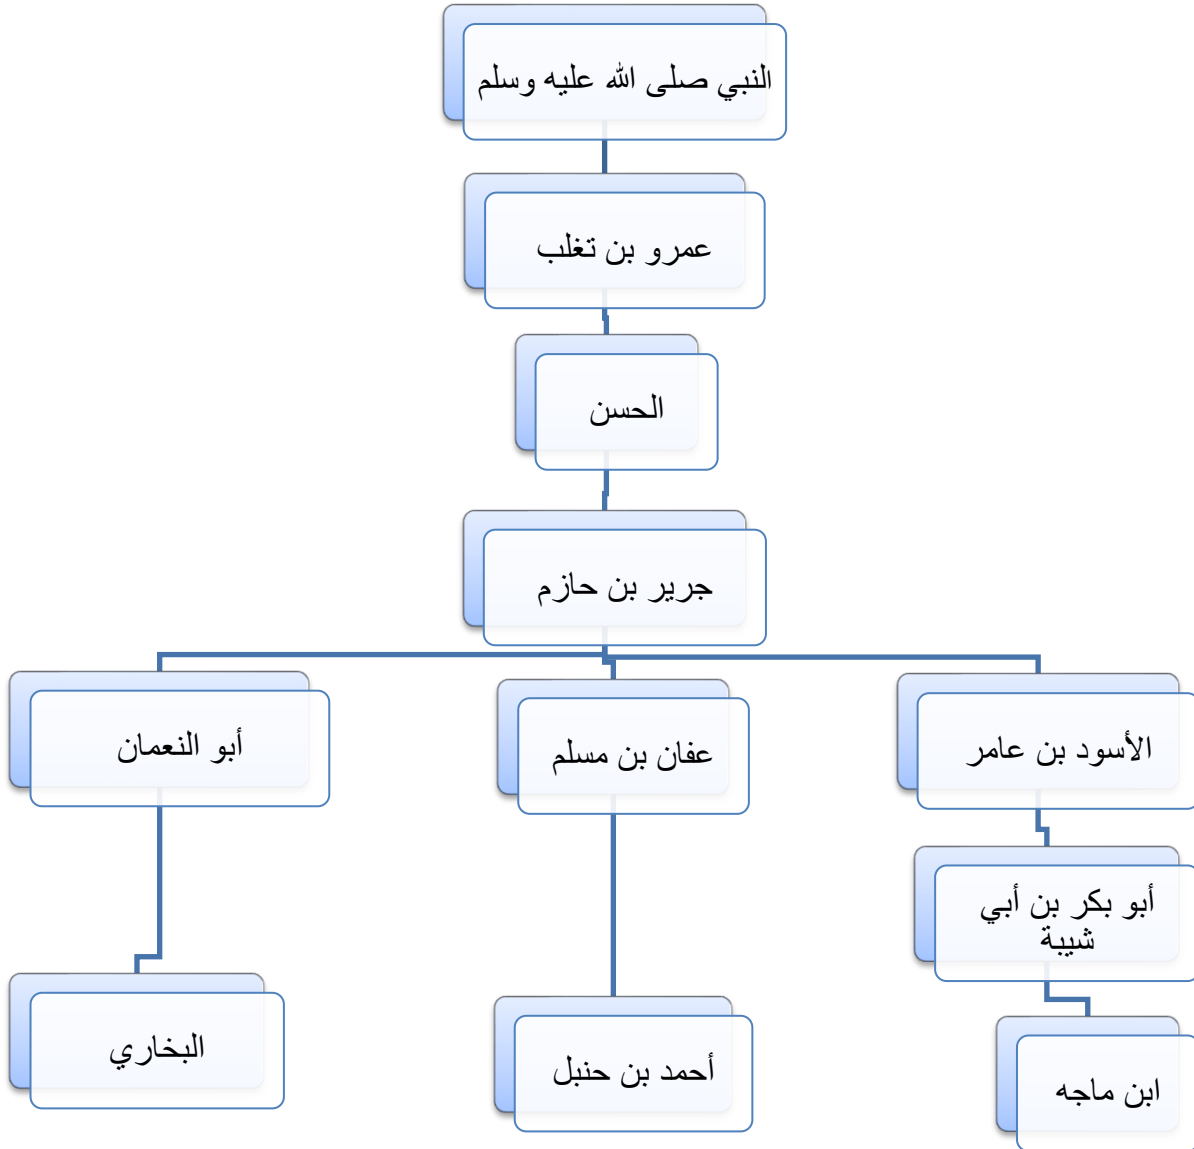 النبي صلى الله عليه وسلم
عمرو بن تغلب
الحسن
جرير بن حازم
الأسود بن عامر
عفان بن مسلم
أبو النعمان
أبو بكر بن أبي
شيبة
ابن ماجه
أحمد بن حنبل
البخاري